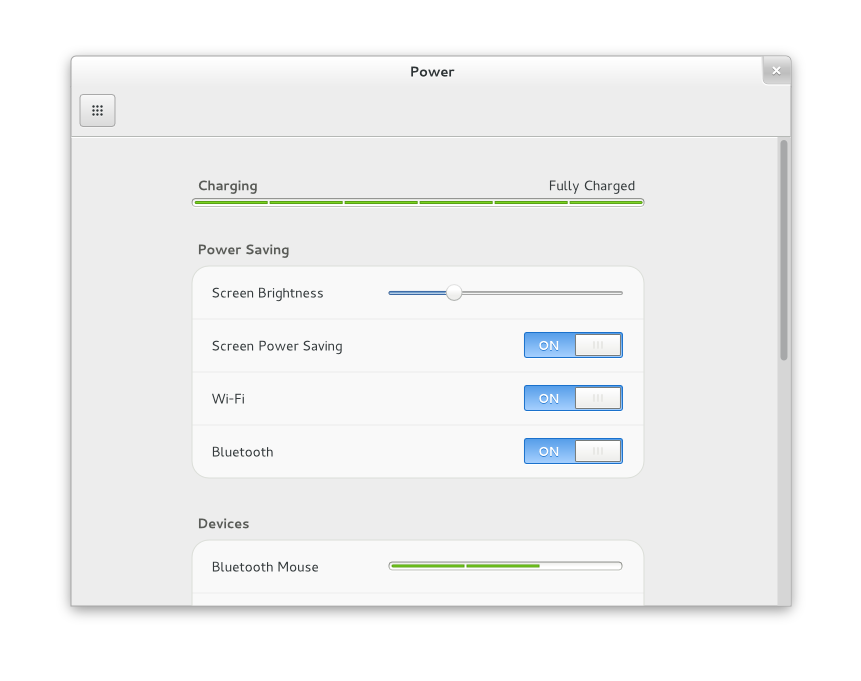 Power
Charging Fully Charged
Power Saving
Screen Brightness
Screen Power Saving ON
Wi-Fi ON
Bluetooth ON
Devices
Bluetooth Mouse